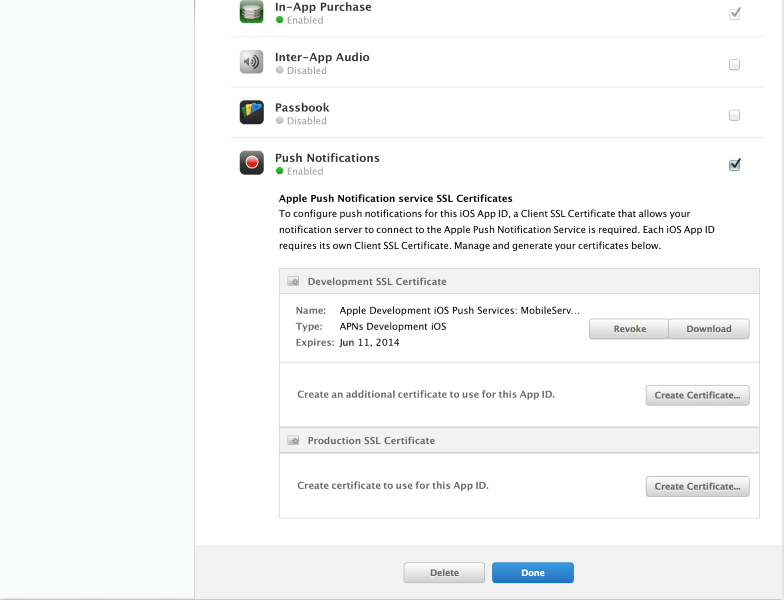 In-App Purchase
Enabled
Inter-App Audio
Disabled
Passbook
Disabled
Push Notifications
Enabled
Apple Push Notification service SSL Certificates
To configure push notifications for this iOS App ID, a Client SSL Certificate that allows your
notification server to connect to the Apple Push Notification Service is required. Each iOS App ID
requires its own Client SSL Certificate. Manage and generate your certificates below.
Development SSL Certificate
Name: Apple Development iOS Push Services: MobileServ...
Type: APNs Development iOS
Expires: Jun 11, 2014
Revoke Download
Create an additional certificate to use for this App ID. Create Certificate...
Production SSL Certificate
Create certificate to use for this App ID. Create Certificate...
Delete Done